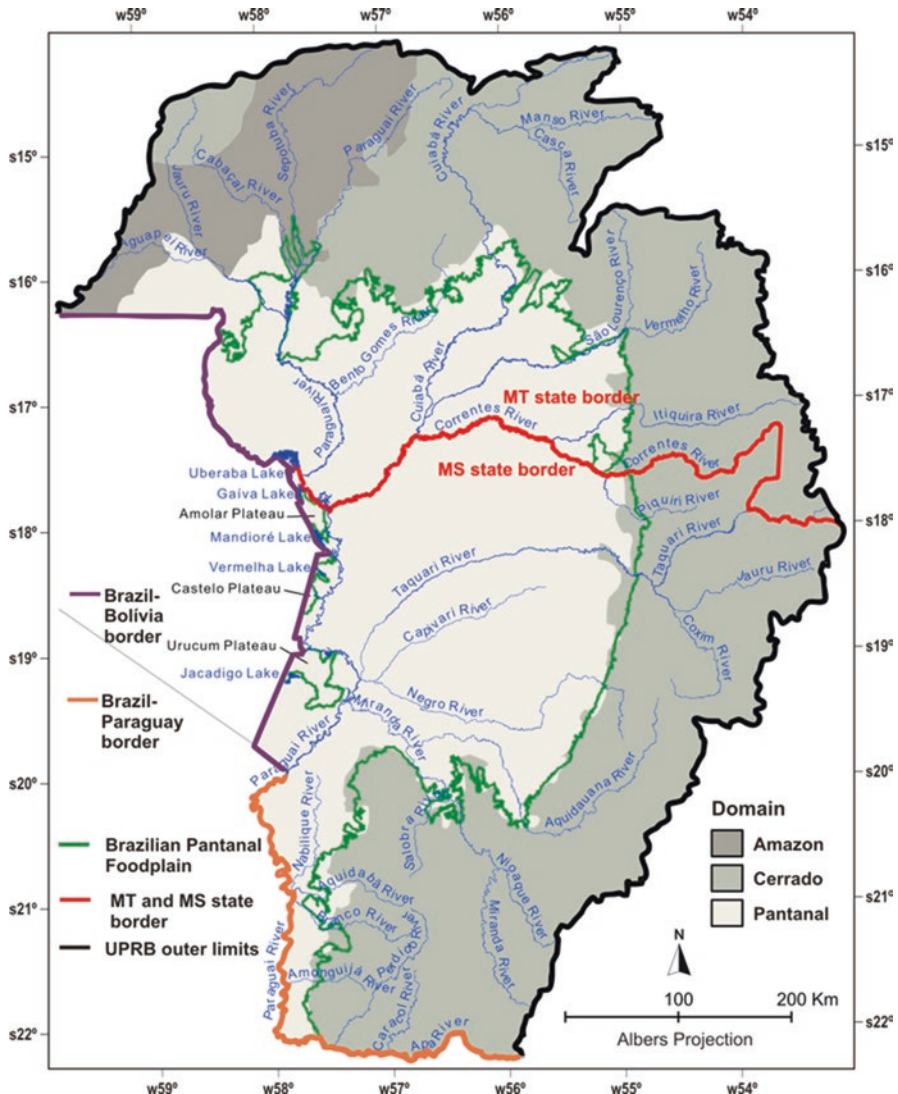 w59º w58º w57º w56º w55º w54º
s15º
s16º
s17º
s18º
s19º
s20º
s21º
s22º
s15º
s16º
s17º
s18º
s19º
s20º
s21º
s22º
Jauru River
Cabaçal River
Sepotuba River
Paraguai River
Cuiabá River
Manso River
Casca River
Aguapeí River
São Lourenço River
Vermelho River
Bento Gomes River
Paraguai River
Cuiabá River
MT state border
Itiquira River
Correntes River
Correntes River
MS state border
Uberaba Lake
Gaíva Lake
Amolar Plateau
Mandioré Lake
Vermelha Lake
Castelo Plateau
Urucum Plateau
Jacadigo Lake
Piquiri River
Taquari River
Taquari River
Jauru River
Coxim River
Capivari River
Negro River
Miranda River
Paraguai River
Aquidauana River
Nabilique River
Salobra River
Aquidabã River
Branco River
Perdido River
Nioaque River
Miranda River
Paraguai River
Amonguijá River
Caracol River
Apa River
Brazil-
Bolívia
border
Brazil-
Paraguay
border
Brazilian Pantanal
Foodplain
MT and MS state
border
UPRB outer limits
Domain
Amazon
Cerrado
Pantanal
N
100 200 Km
Albers Projection
w59º w58º w57º w56º w55º w54º